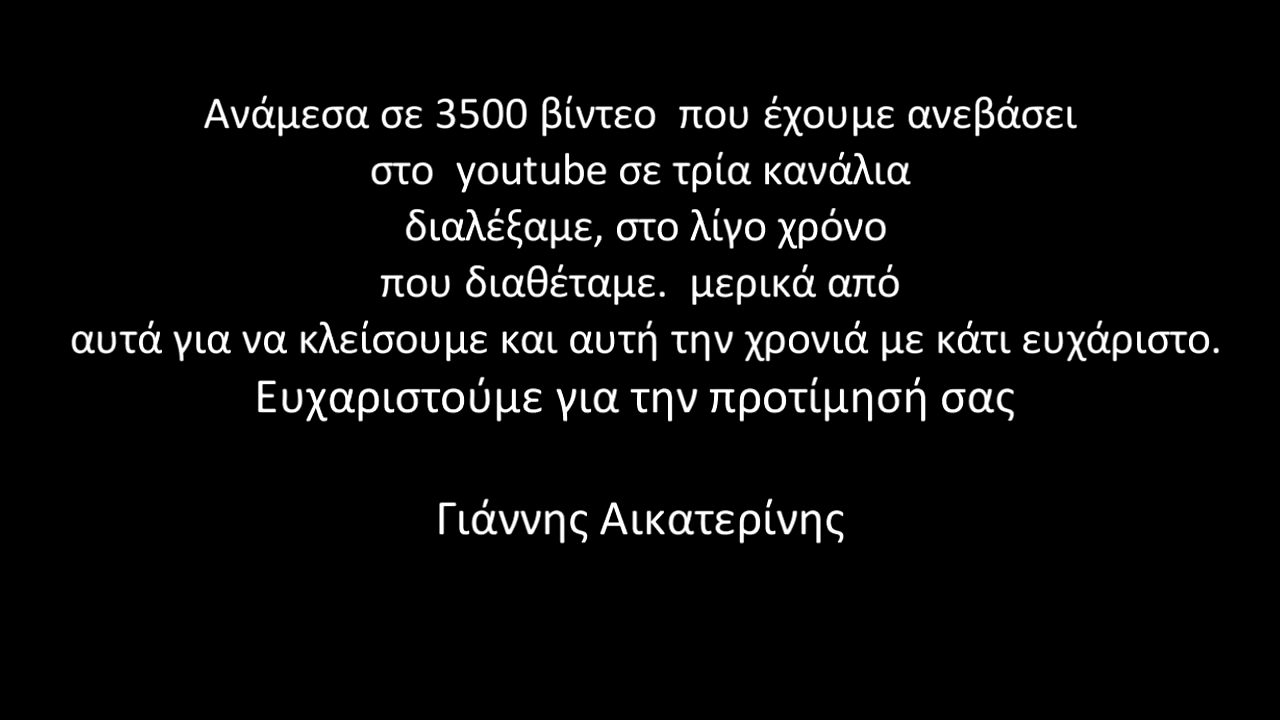 Ανάμεσα σε 3500 βίντεο  που έχουμε ανεβάσει
στο  youtube σε τρία κανάλια
διαλέξαμε, στο λίγο χρόνο
που διαθέταμε.  μερικά από
αυτά για να κλείσουμε και αυτή την χρονιά με κάτι ευχάριστο.
Ευχαριστούμε για την προτίμησή σας
Γιάννης Αικατερίνης